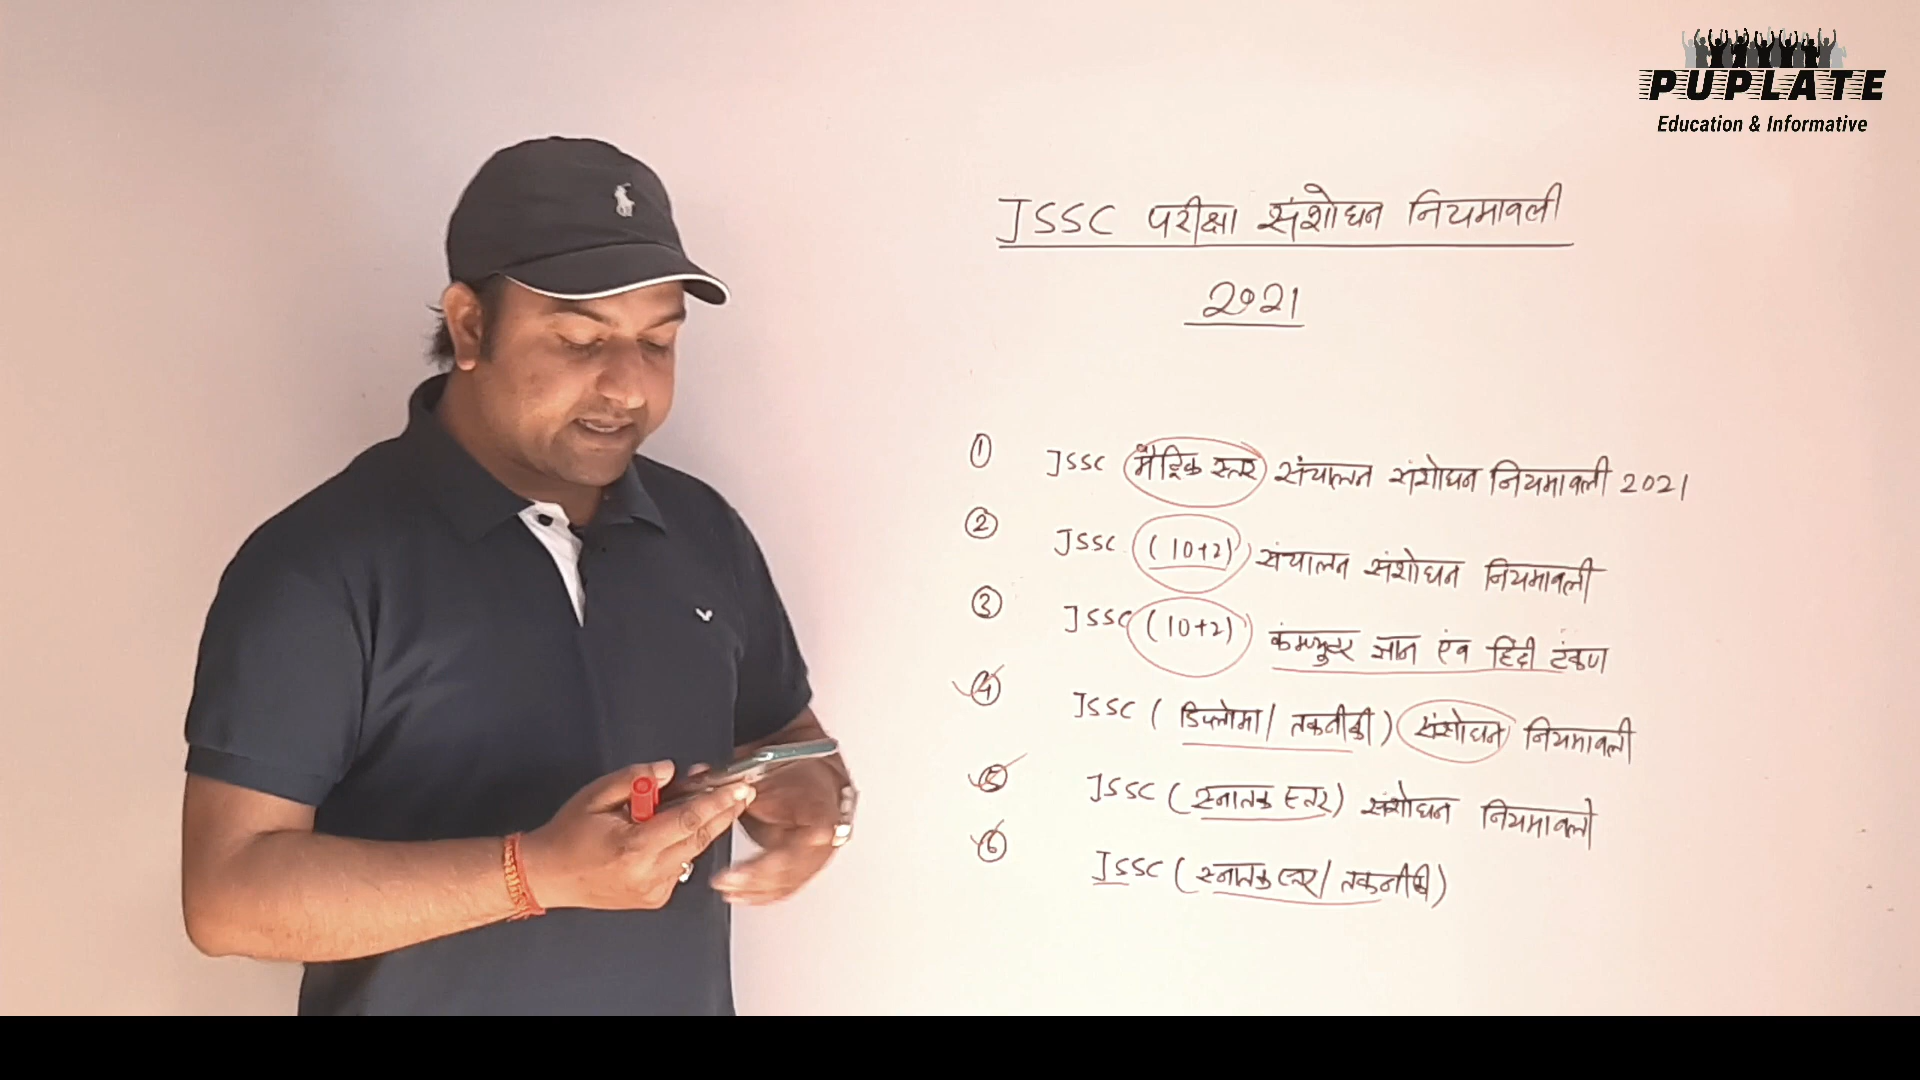 PUPLATE
Education & Informative
JSSC परीक्षा संशोधन नियमावली
2021
① JSSC मैट्रिक स्तर संचालन संशोधन नियमावली 2021
② JSSC (10+2) संचालन संशोधन नियमावली
③ JSSC (10+2) कंम्प्युटर ज्ञान एंव हिंदी टंकण
④ JSSC (डिप्लोमा/तकनीकी) संशोधन नियमावली
⑤ JSSC (स्नातक स्तर) संशोधन नियमावली
⑥ JSSC (स्नातक स्तर/तकनीकी)